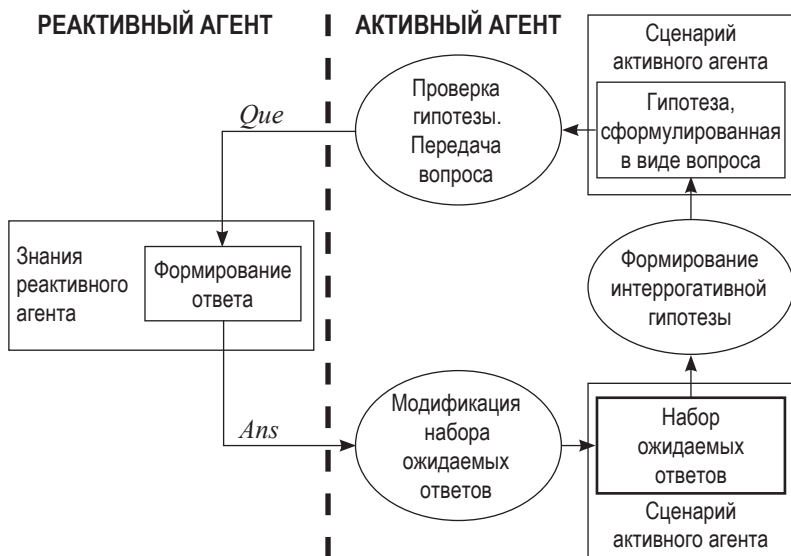 РЕАКТИВНЫЙ АГЕНТ
АКТИВНЫЙ АГЕНТ
Сценарий
активного агента
Гипотеза,
сформулированная
в виде вопроса
Проверка
гипотезы.
Передача
вопроса
Que
Знания
реактивного
агента
Формирование
ответа
Формирование
интеррогативной
гипотезы
Ans
Модификация
набора
ожидаемых
ответов
Набор
ожидаемых
ответов
Сценарий
активного агента